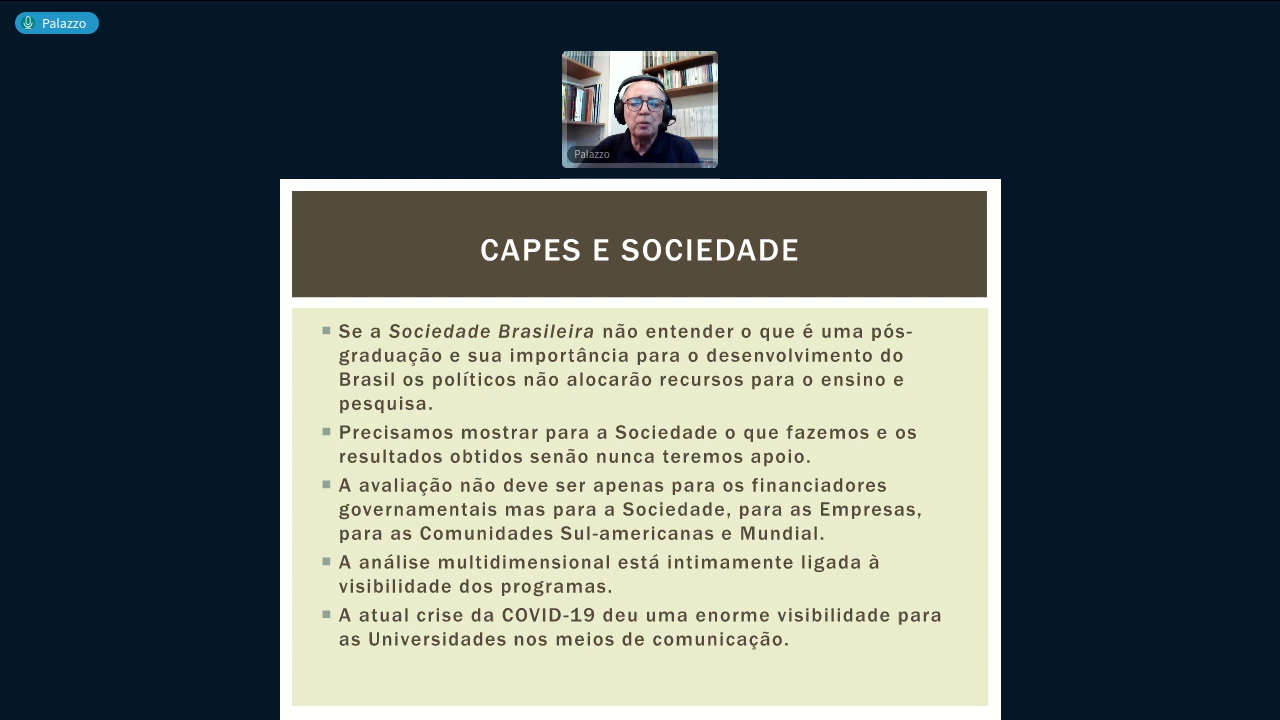 Palazzo
Palazzo
CAPES E SOCIEDADE
Se a Sociedade Brasileira não entender o que é uma pós-
graduação e sua importância para o desenvolvimento do
Brasil os políticos não alocarão recursos para o ensino e
pesquisa.
Precisamos mostrar para a Sociedade o que fazemos e os
resultados obtidos senão nunca teremos apoio.
A avaliação não deve ser apenas para os financiadores
governamentais mas para a Sociedade, para as Empresas,
para as Comunidades Sul-americanas e Mundial.
A análise multidimensional está intimamente ligada à
visibilidade dos programas.
A atual crise da COVID-19 deu uma enorme visibilidade para
as Universidades nos meios de comunicação.